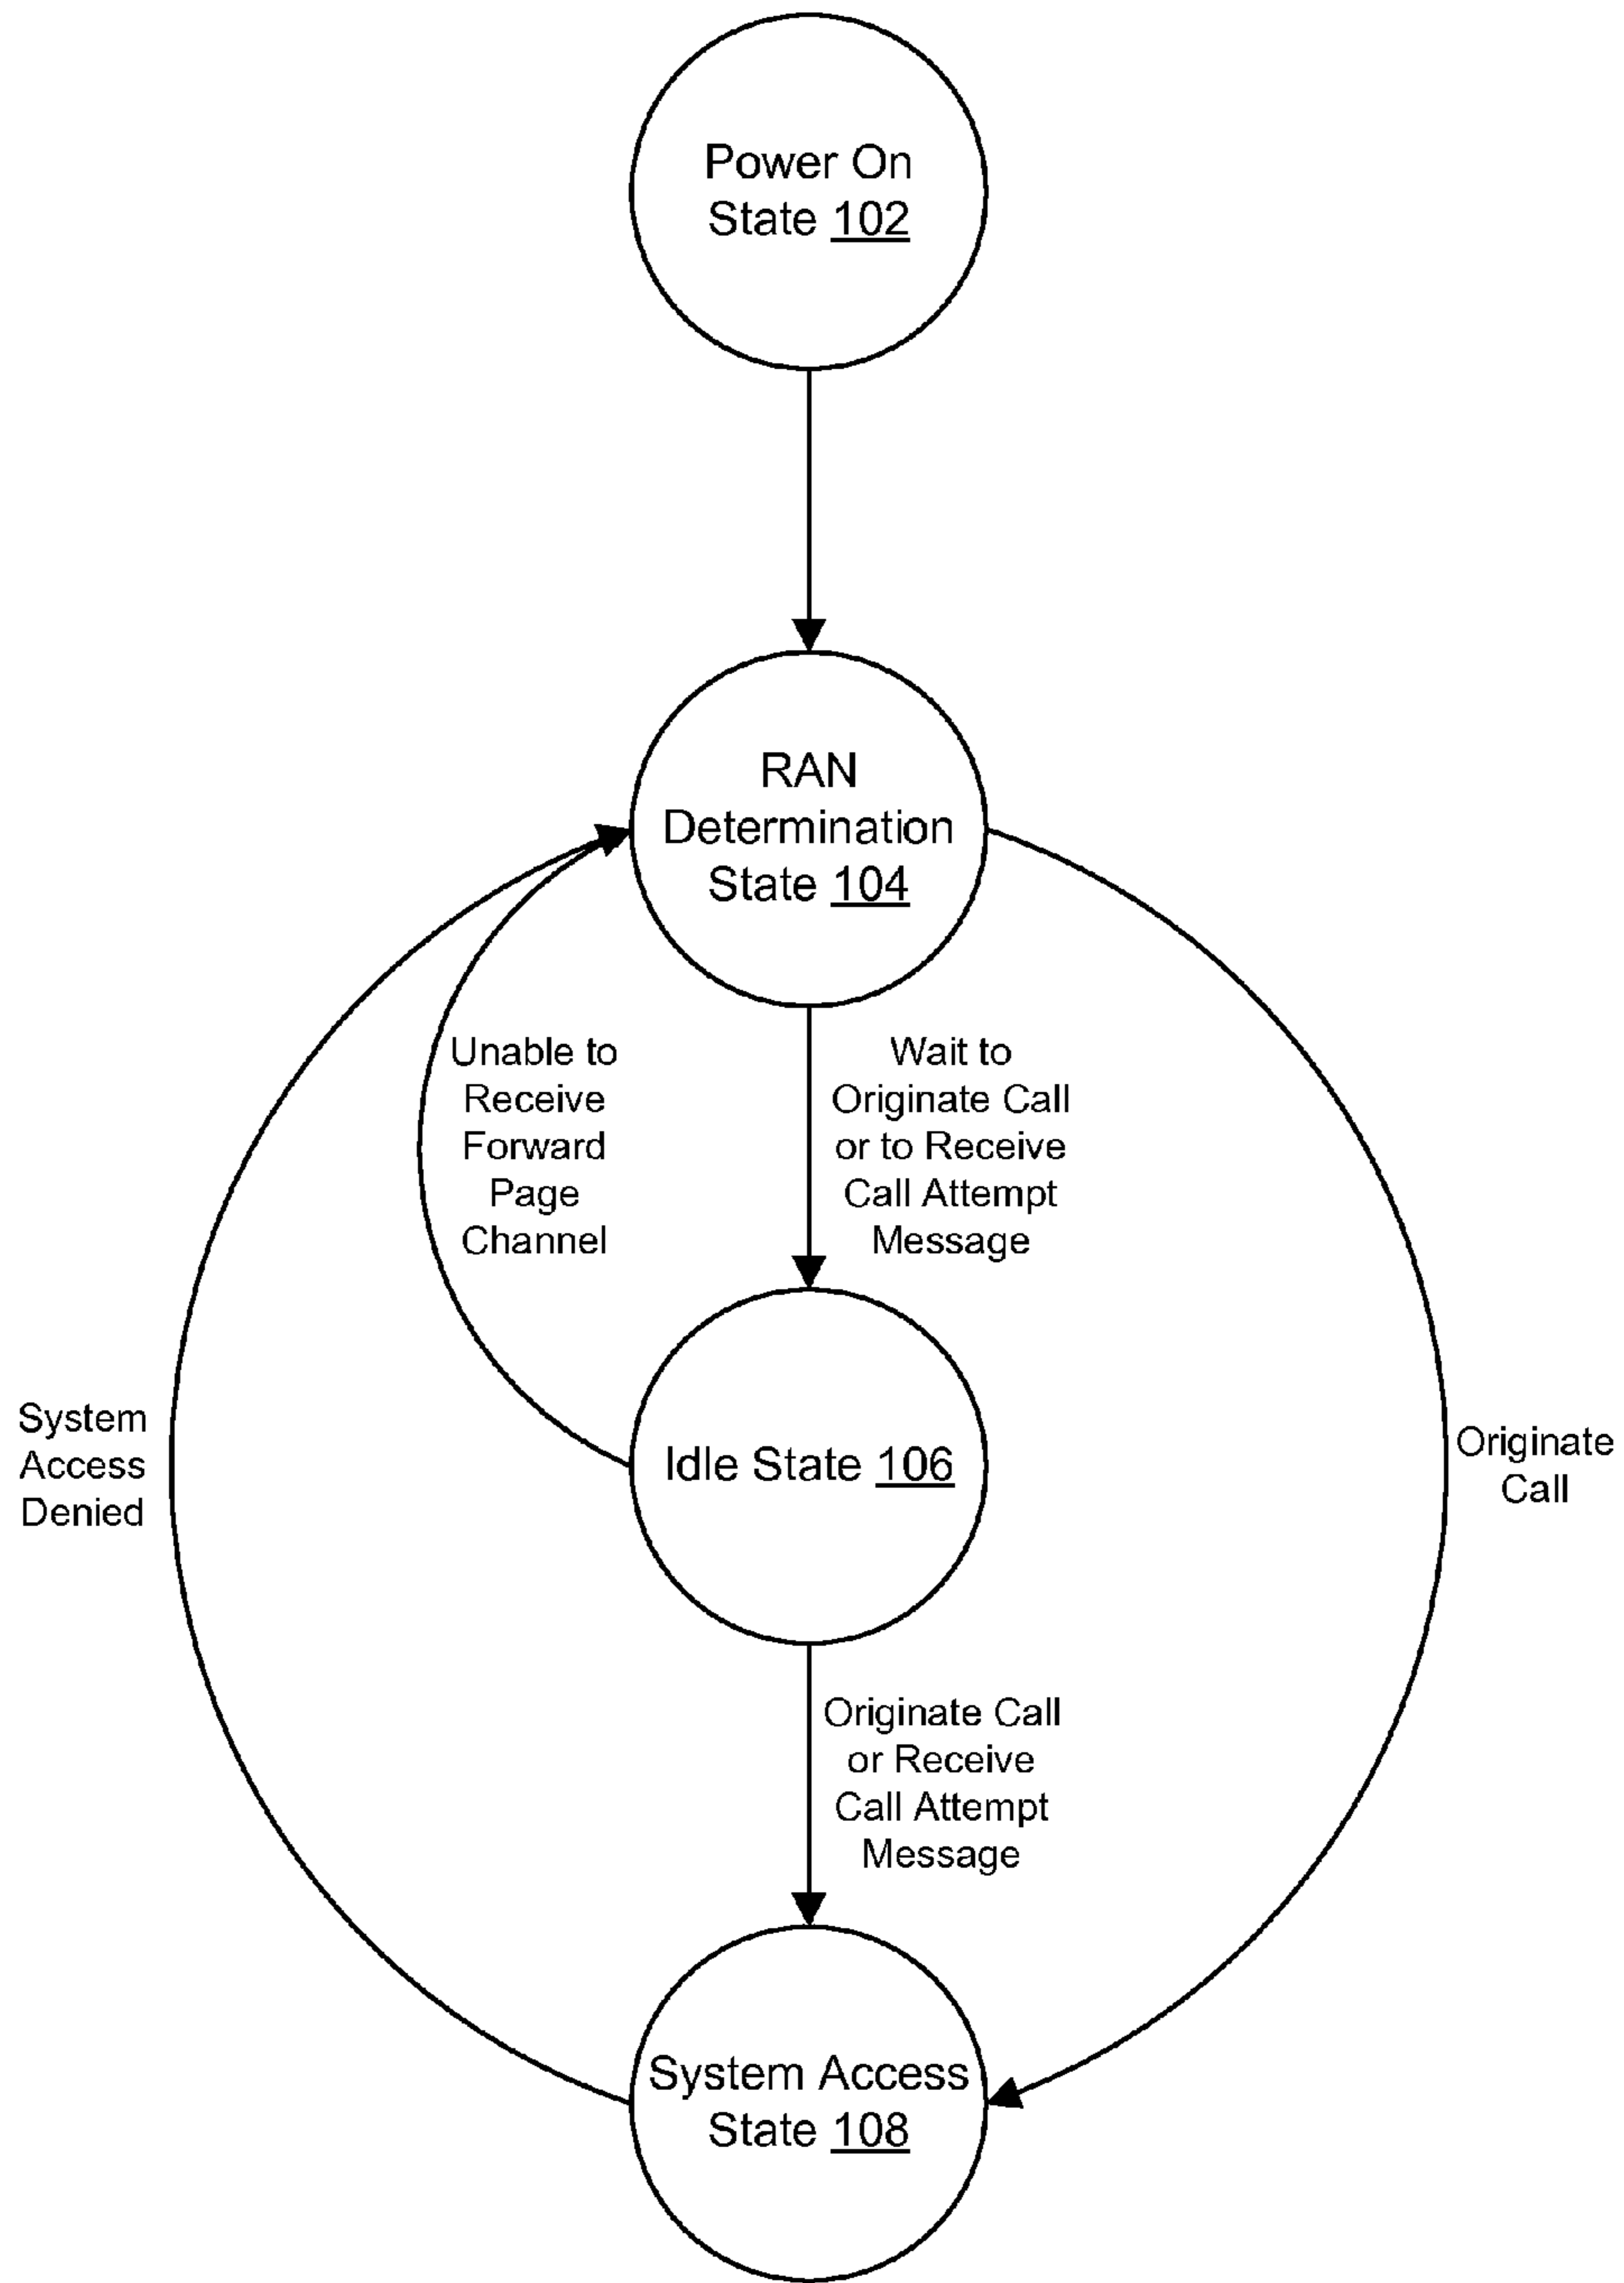 Power On
State 102
RAN
Determination
State 104
Unable to
Receive
Forward
Page
Channel
Wait to
Originate Call
or to Receive
Call Attempt
Message
System
Access
Denied
Idle State 106
Originate
Call
Originate Call
or Receive
Call Attempt
Message
System Access
State 108